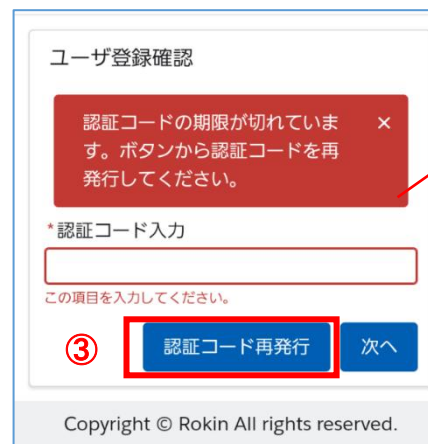 ユーザ登録確認
認証コードの期限が切れていま ×
す。ボタンから認証コードを再
発行してください。
*認証コード入力
この項目を入力してください。
③ 認証コード再発行 次へ
Copyright © Rokin All rights reserved.